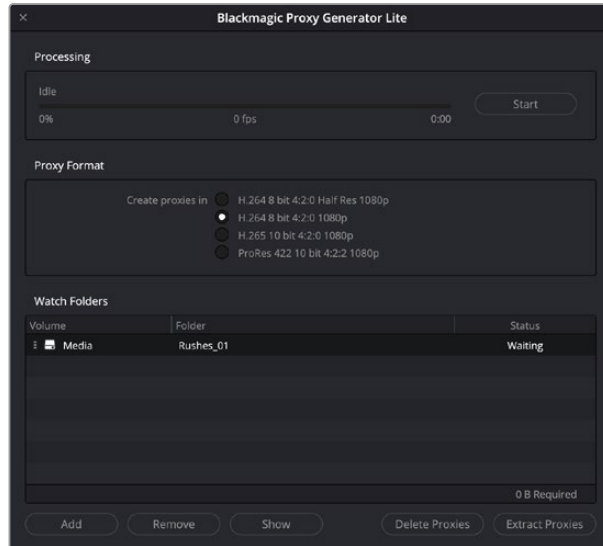 Blackmagic Proxy Generator Lite
Processing
Idle
Start
0% 0 fps 0:00
Proxy Format
Create proxies in H.264 8 bit 4:2:0 Half Res 1080p
H.264 8 bit 4:2:0 1080p
H.265 10 bit 4:2:0 1080p
ProRes 422 10 bit 4:2:2 1080p
Watch Folders
Volume Folder Status
Media Rushes_01 Waiting
0 B Required
Add Remove Show Delete Proxies Extract Proxies